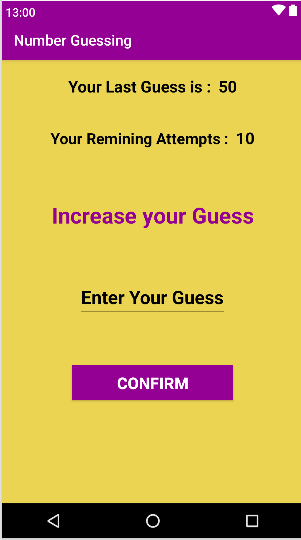 13:00
Number Guessing
Your Last Guess is : 50
Your Remining Attempts : 10
Increase your Guess
Enter Your Guess
CONFIRM